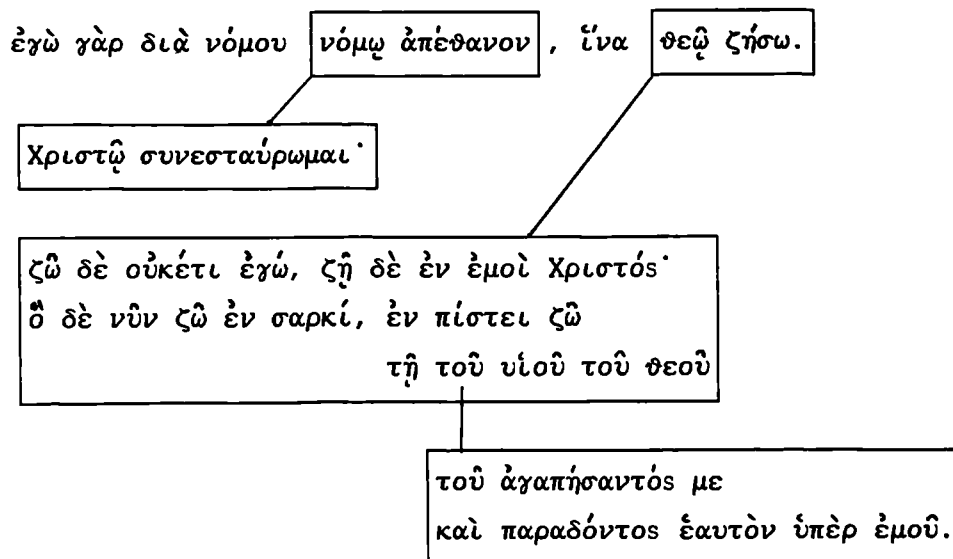 ἐγὼ γὰρ διὰ νόμου νόμῳ ἀπέθανον, ἵνα θεῷ ζήσω.
Χριστῷ συνεσταύρωμαι·
ζῶ δὲ οὐκέτι ἐγώ, ζῇ δὲ ἐν ἐμοὶ Χριστός·
ὃ δὲ νῦν ζῶ ἐν σαρκί, ἐν πίστει ζῶ
τῇ τοῦ υἱοῦ τοῦ θεοῦ
τοῦ ἀγαπήσαντός με
καὶ παραδόντος ἑαυτὸν ὑπὲρ ἐμοῦ.